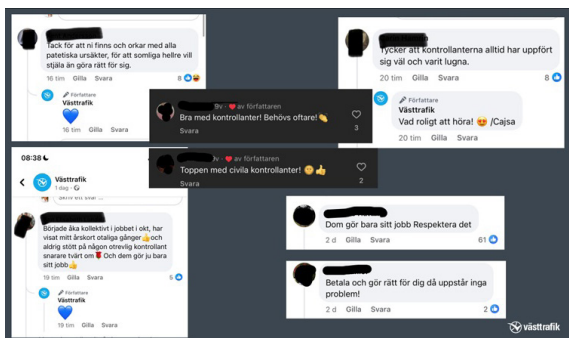 Tack för att ni finns och orkar med alla
patetiska ursäkter, för att somliga hellre vill
stjäla än göra rätt för sig.
16 tim Gilla Svara 8
Författare
Västtrafik
💙
16 tim Gilla Svara
Tycker att kontrollanterna alltid har uppfört
sig väl och varit lugna.
20 tim Gilla Svara 2
Författare
Västtrafik
Vad roligt att höra! 😍 /Cajsa
20 tim Gilla Svara
9v · ❤️ av författaren
Bra med kontrollanter! Behövs oftare! 👏
Svara
3
9v · ❤️ av författaren
Toppen med civila kontrollanter! 🌞👍
Svara
2
08:38
Västtrafik
1 dag ·
Började åka kollektivt i jobbet i okt, har
visat mitt årskort otaliga gånger👍och
aldrig stött på någon otrevlig kontrollant
snarare tvärt om🌹 Och dem gör ju bara
sitt jobb👍
19 tim Gilla Svara 6
Författare
Västtrafik
💙
19 tim Gilla Svara
Dom gör bara sitt jobb Respektera det
2 d Gilla Svara 61
Betala och gör rätt för dig då uppstår inga
problem!
2 d Gilla Svara 2
västtrafik